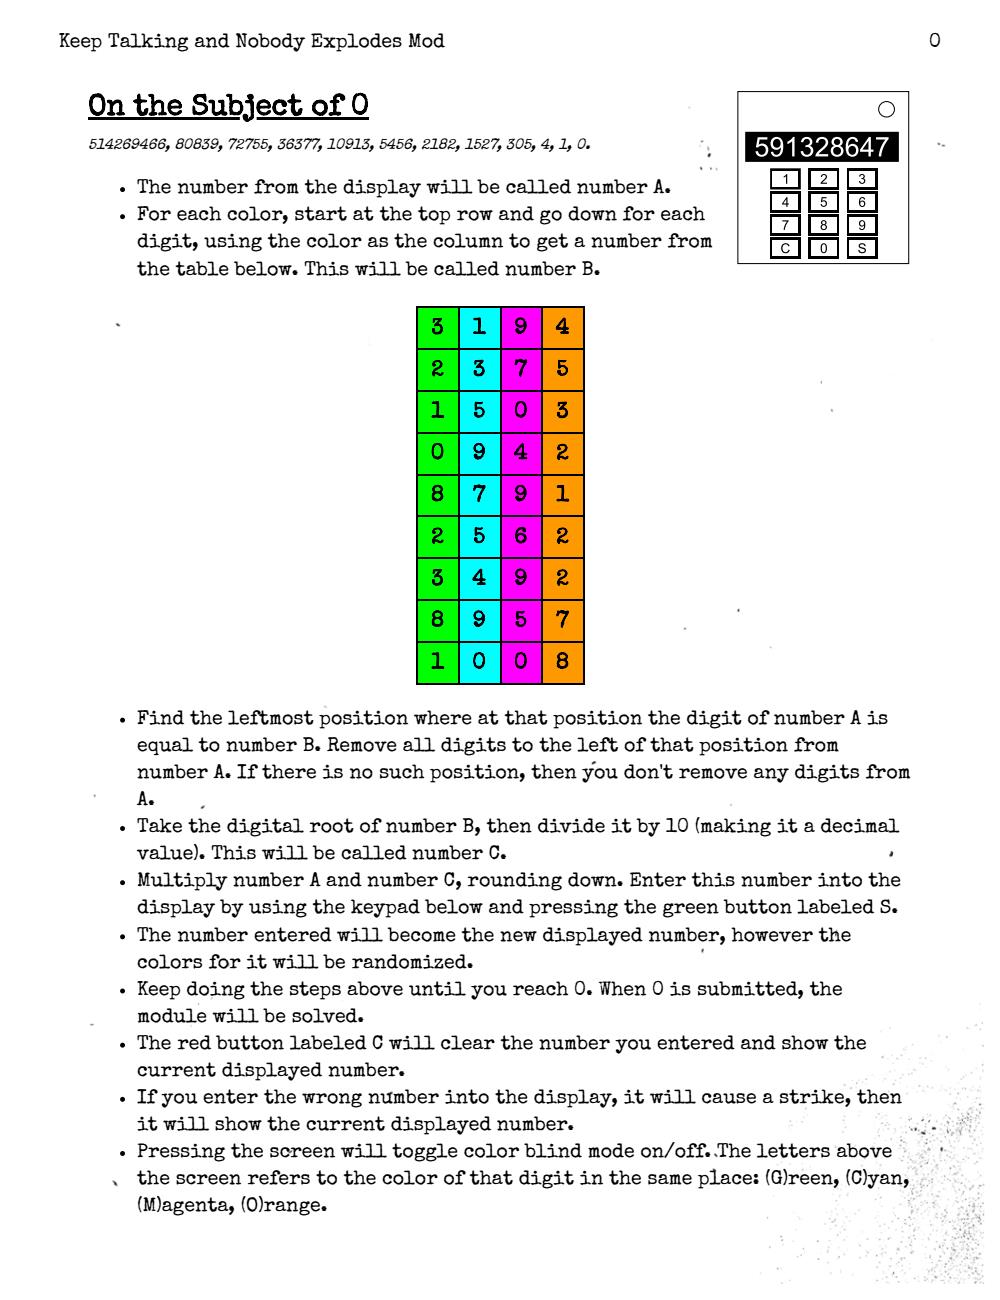 Keep Talking and Nobody Explodes Mod 0
On the Subject of 0
514269466, 80839, 72755, 36377, 10913, 5456, 2182, 1527, 305, 4, 1, 0.
591328647
1 2 3
4 5 6
7 8 9
C 0 S
• The number from the display will be called number A.
• For each color, start at the top row and go down for each
digit, using the color as the column to get a number from
the table below. This will be called number B.
3 1 9 4
2 3 7 5
1 5 0 3
0 9 4 2
8 7 9 1
2 5 6 2
3 4 9 2
8 9 5 7
1 0 0 8
• Find the leftmost position where at that position the digit of number A is
equal to number B. Remove all digits to the left of that position from
number A. If there is no such position, then you don't remove any digits from
A.
• Take the digital root of number B, then divide it by 10 (making it a decimal
value). This will be called number C.
• Multiply number A and number C, rounding down. Enter this number into the
display by using the keypad below and pressing the green button labeled S.
• The number entered will become the new displayed number, however the
colors for it will be randomized.
• Keep doing the steps above until you reach 0. When 0 is submitted, the
module will be solved.
• The red button labeled C will clear the number you entered and show the
current displayed number.
• If you enter the wrong number into the display, it will cause a strike, then
it will show the current displayed number.
• Pressing the screen will toggle color blind mode on/off. The letters above
the screen refers to the color of that digit in the same place: (G)reen, (C)yan,
(M)agenta, (O)range.